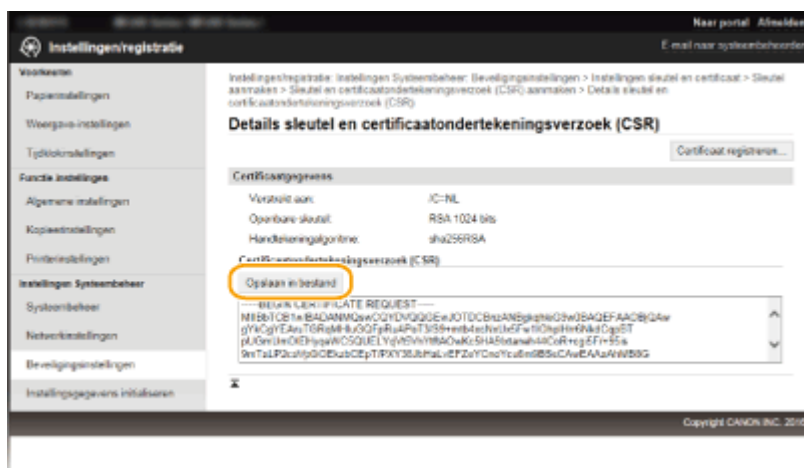 Naar portal Afmelden
Instellingen/registratie
E-mail naar systeembeheerder
Voorkeuren
Papierinstellingen
Weergave-instellingen
Tijdklokinstellingen
Functie-instellingen
Algemene instellingen
Kopieerinstellingen
Printerinstellingen
Instellingen Systeembeheer
Systeembeheer
Netwerkinstellingen
Beveiligingsinstellingen
Instellingsgegevens initialiseren
Instellingen/registratie: Instellingen Systeembeheer: Beveiligingsinstellingen > Instellingen sleutel en certificaat > Sleutel
aanmaken > Sleutel en certificaatondertekeningsverzoek (CSR) aanmaken > Details sleutel en
certificaatondertekeningsverzoek (CSR)
Details sleutel en certificaatondertekeningsverzoek (CSR)
Certificaat registreren...
Certificaatgegevens
Verstrekt aan: /C=NL
Openbare sleutel: RSA 1024 bits
Handtekeningalgoritme: sha256RSA
Certificaatondertekeningsverzoek (CSR)
Opslaan in bestand
-----BEGIN CERTIFICATE REQUEST-----
Copyright CANON INC. 2016